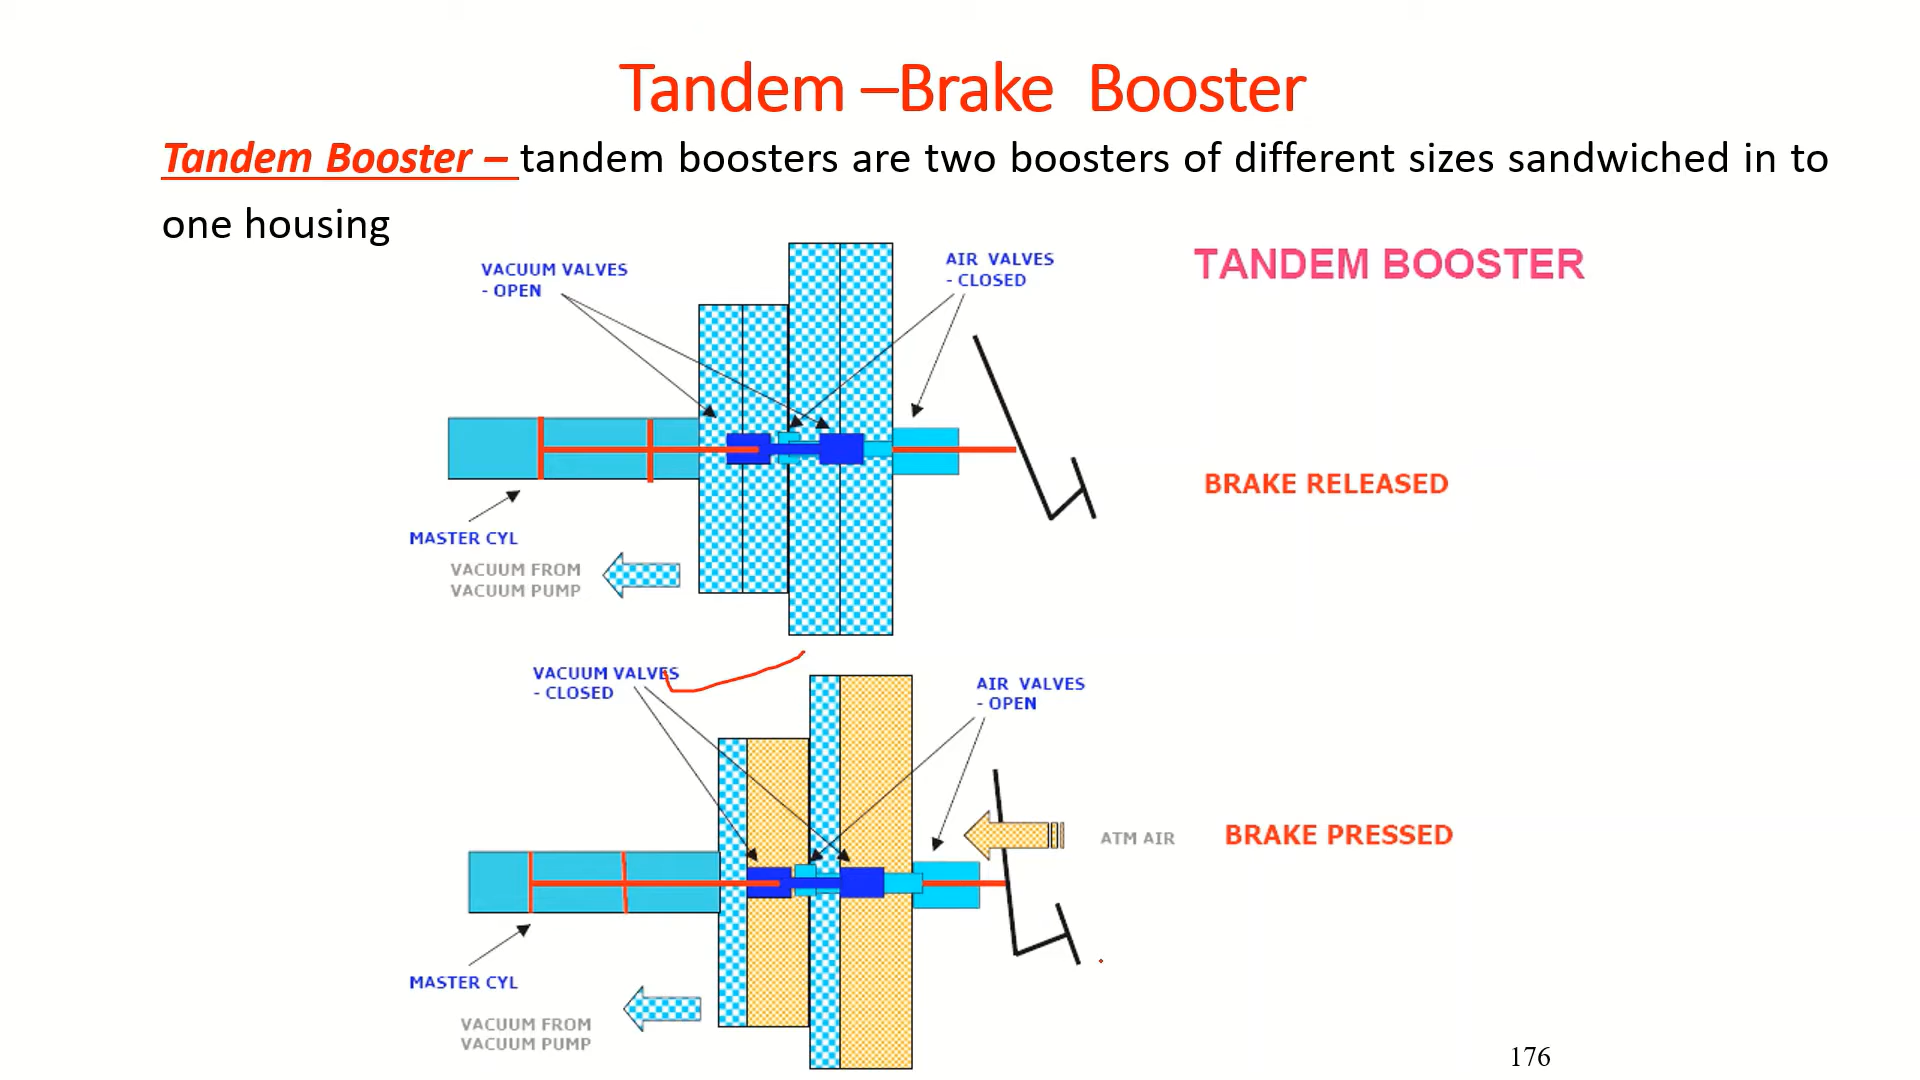 Tandem –Brake Booster
Tandem Booster – tandem boosters are two boosters of different sizes sandwiched in to
one housing
VACUUM VALVES
- OPEN
AIR VALVES
- CLOSED
TANDEM BOOSTER
BRAKE RELEASED
MASTER CYL
VACUUM FROM
VACUUM PUMP
VACUUM VALVES
- CLOSED
AIR VALVES
- OPEN
ATM AIR
BRAKE PRESSED
MASTER CYL
VACUUM FROM
VACUUM PUMP
176